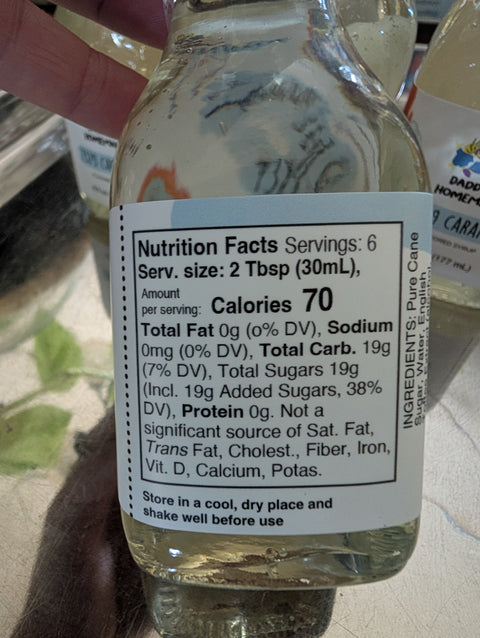 Nutrition Facts Servings: 6
Serv. size: 2 Tbsp (30mL),
Amount
per serving: Calories 70
Total Fat 0g (0% DV), Sodium
0mg (0% DV), Total Carb. 19g
(7% DV), Total Sugars 19g
(Incl. 19g Added Sugars, 38%
DV), Protein 0g. Not a
significant source of Sat. Fat,
Trans Fat, Cholest., Fiber, Iron,
Vit. D, Calcium, Potas.
Store in a cool, dry place and
shake well before use
INGREDIENTS: Pure Cane
Sugar, Water, English
DADD
HOMEM
CARA